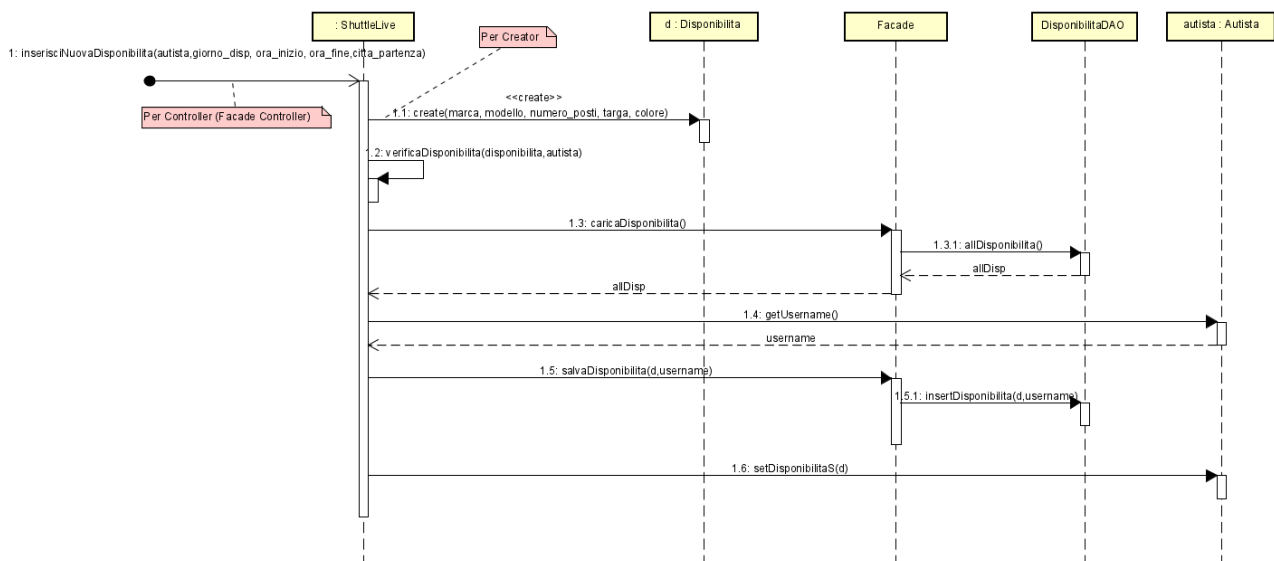 : ShuttleLive
d : Disponibilita
Facade
DisponibilitaDAO
autista : Autista
Per Creator
1: inserisciNuovaDisponibilita(autista,giorno_disp, ora_inizio, ora_fine,citta_partenza)
Per Controller (Facade Controller)
<<create>>
1.1: create(marca, modello, numero_posti, targa, colore)
1.2: verificaDisponibilita(disponibilita,autista)
1.3: caricaDisponibilita()
1.3.1: allDisponibilita()
allDisp
allDisp
1.4: getUsername()
username
1.5: salvaDisponibilita(d,username)
1.5.1: insertDisponibilita(d,username)
1.6: setDisponibilitaS(d)